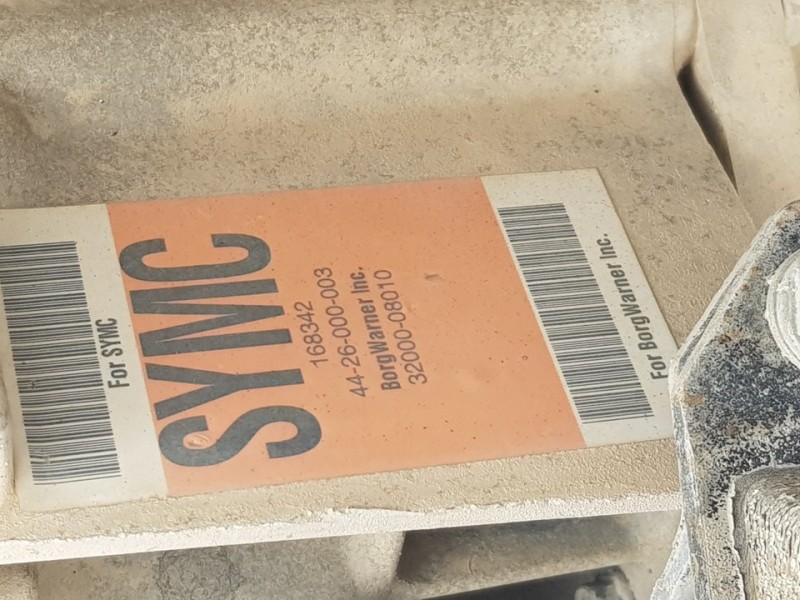 For SYMC
SYMC
168342
44-26-000-003
BorgWarner Inc.
32000-08010
For BorgWarner Inc.